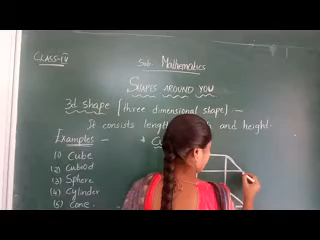 CLASS-IV
Sub. Mathematics
SHAPES AROUND YOU
3d shape [three dimensional shape] :-
It consists length and height.
Examples -
(1) Cube
(2) Cuboid
(3) Sphere
(4) Cylinder
(5) Cone.